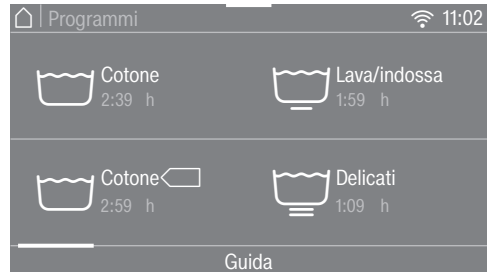 Programmi 11:02
Cotone
2:39 h
Lava/indossa
1:59 h
Cotone
2:59 h
Delicati
1:09 h
Guida